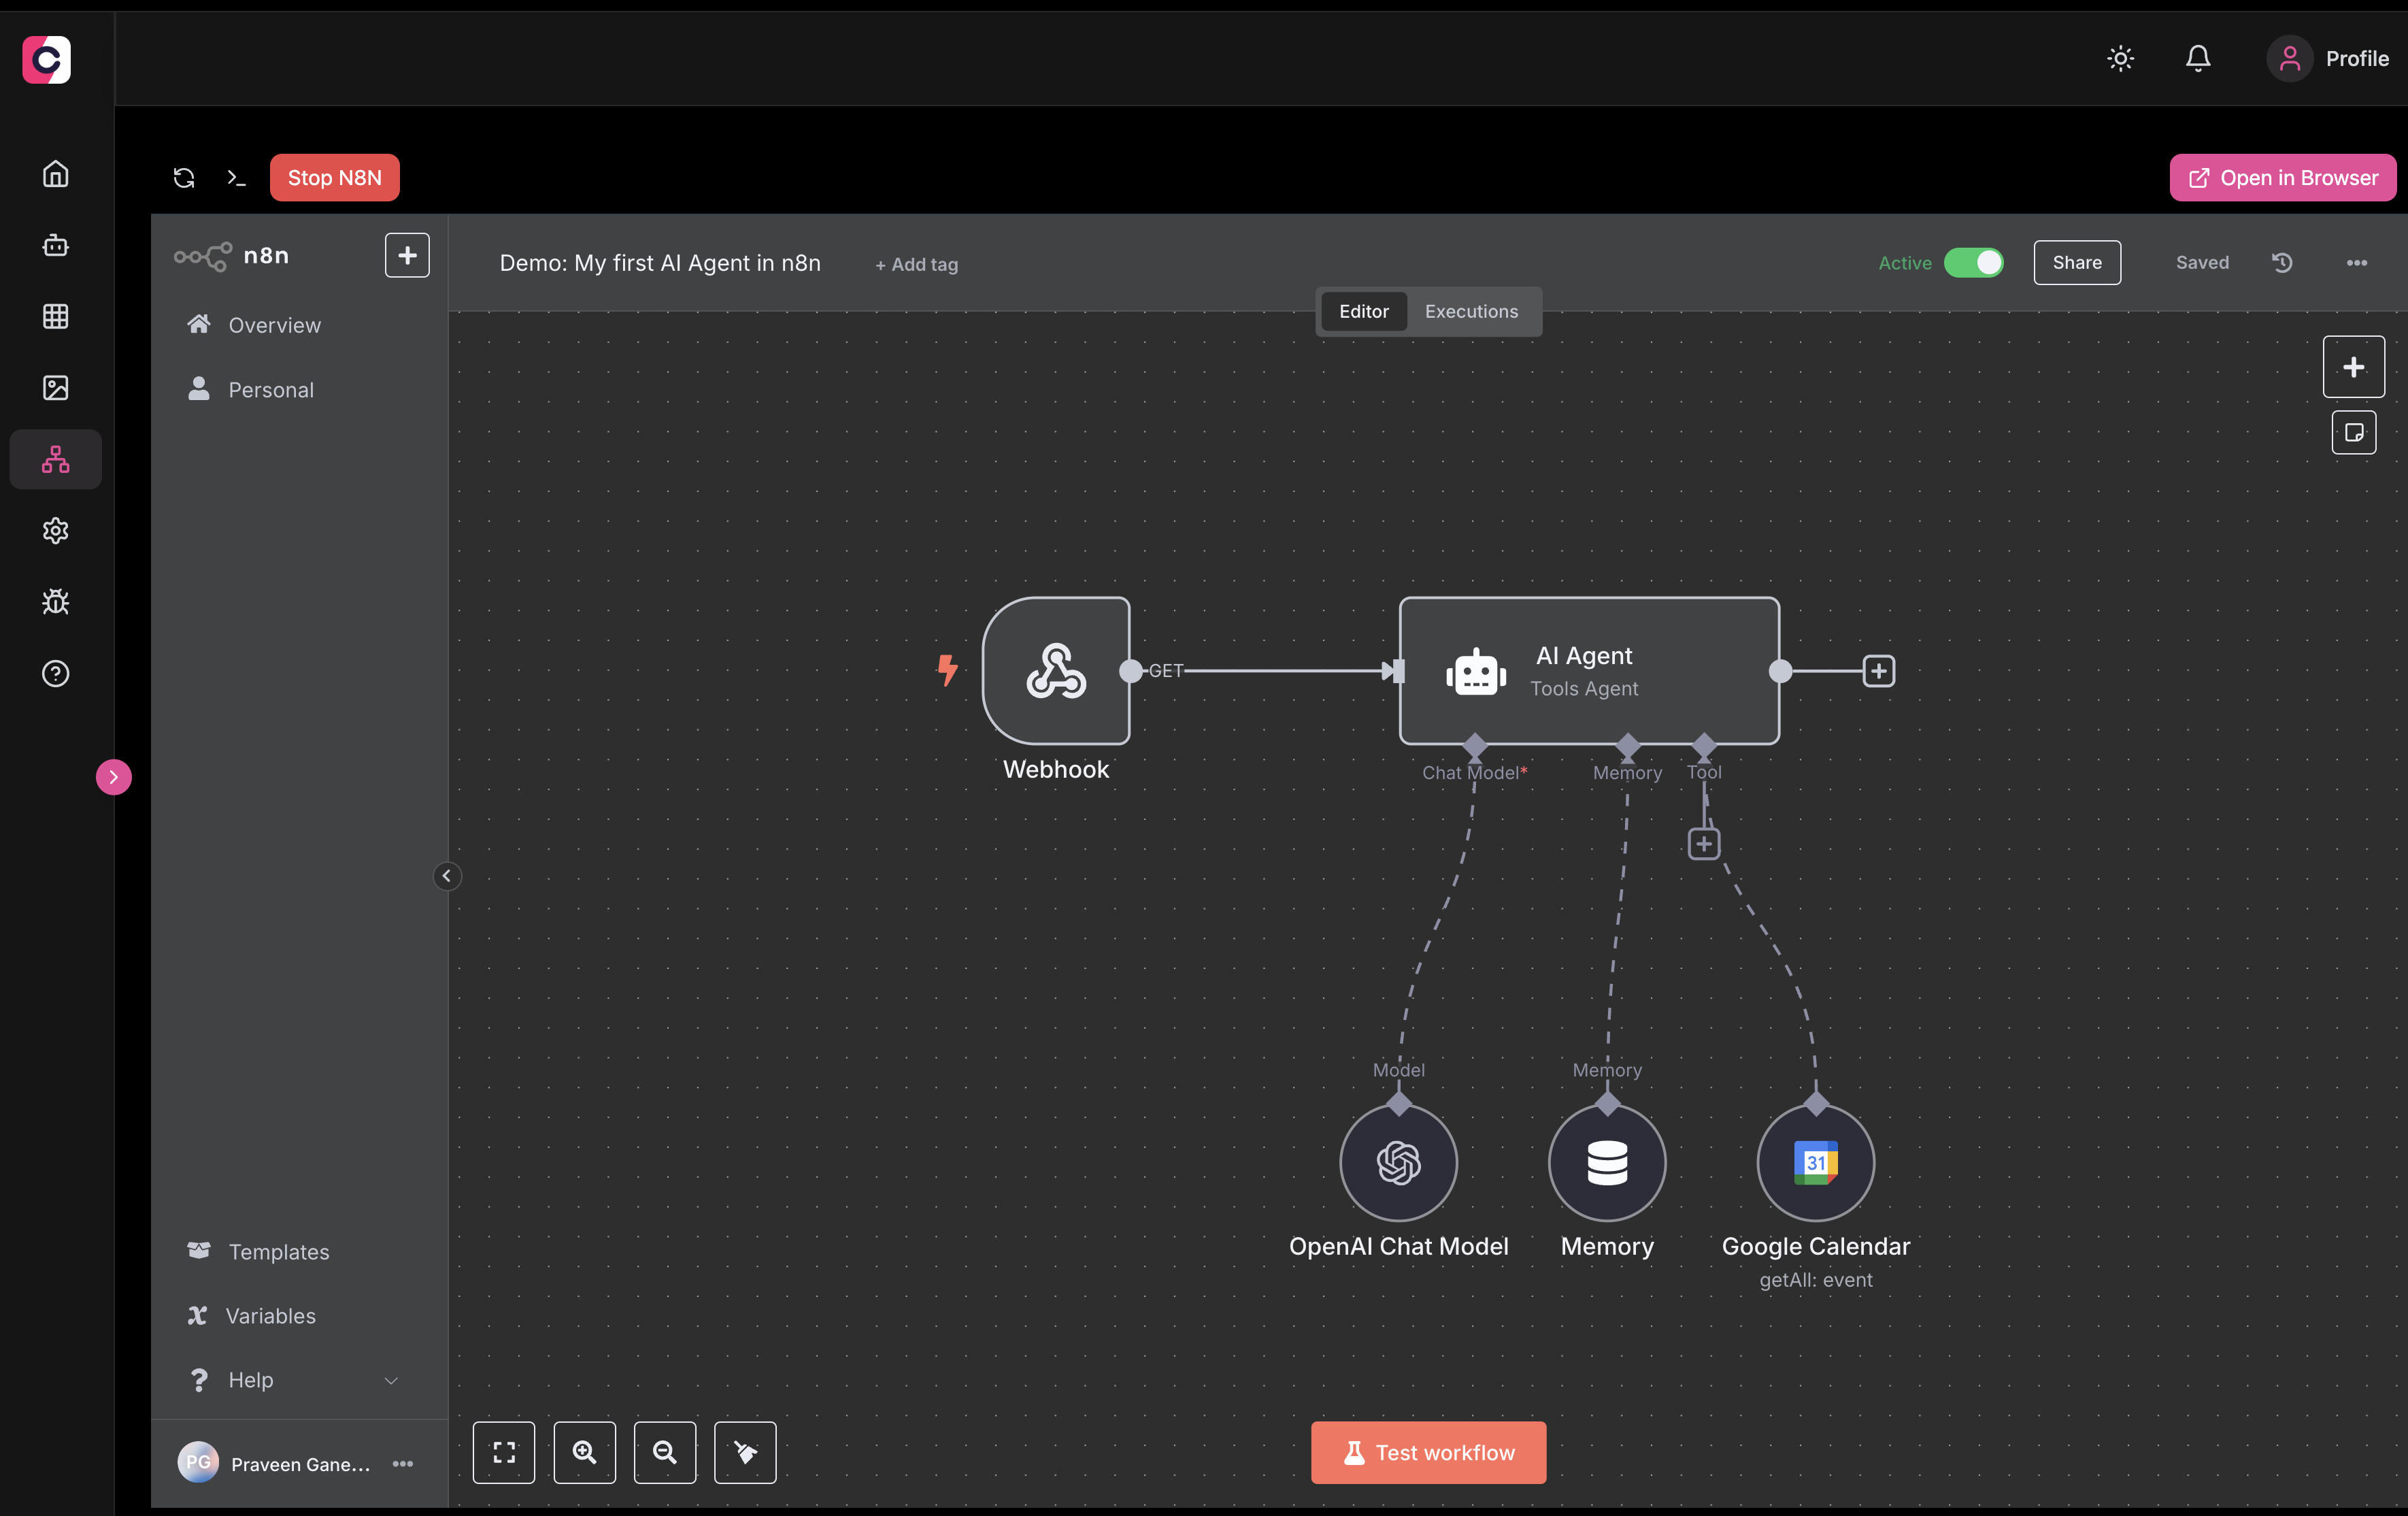 Profile
Stop N8N
Open in Browser
n8n
Demo: My first AI Agent in n8n
+ Add tag
Active
Share
Saved
Editor
Executions
Overview
Personal
GET
AI Agent
Tools Agent
Webhook
Chat Model*
Memory
Tool
Model
Memory
31
OpenAI Chat Model
Memory
Google Calendar
getAll: event
Templates
Variables
Help
PG
Praveen Gane...
Test workflow